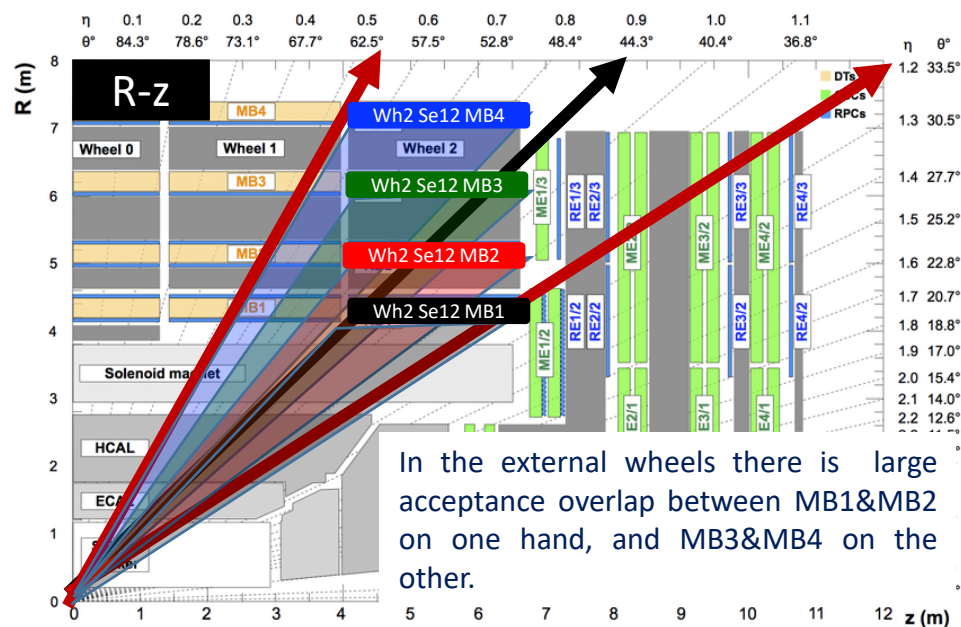 η 0.1 0.2 0.3 0.4 0.5 0.6 0.7 0.8 0.9 1.0 1.1
θ° 84.3° 78.6° 73.1° 67.7° 62.5° 57.5° 52.8° 48.4° 44.3° 40.4° 36.8° η θ°
R (m)
8
7
6
5
4
3
2
1
0
R-z
1.2 33.5°
DTs
RPCs
MB4
MB4
Wh2 Se12 MB4
1.3 30.5°
Wheel 0
Wheel 1
Wheel 2
MB3
Wh2 Se12 MB3
1.4 27.7°
ME1/3
RE1/3
RE2/3
RE3/3
RE4/3
1.5 25.2°
Wh2 Se12 MB2
ME3/2
ME4/2
1.6 22.8°
MB1
Wh2 Se12 MB1
1.7 20.7°
ME1/2
RE1/2
RE2/2
RE3/2
RE4/2
1.8 18.8°
1.9 17.0°
Solenoid magnet
2.0 15.4°
2.1 14.0°
2.2 12.6°
E2/1
E3/1
E4/1
HCAL
ECAL
In the external wheels there is large
acceptance overlap between MB1&MB2
on one hand, and MB3&MB4 on the
other.
0 1 2 3 4 5 6 7 8 9 10 11 12 z (m)